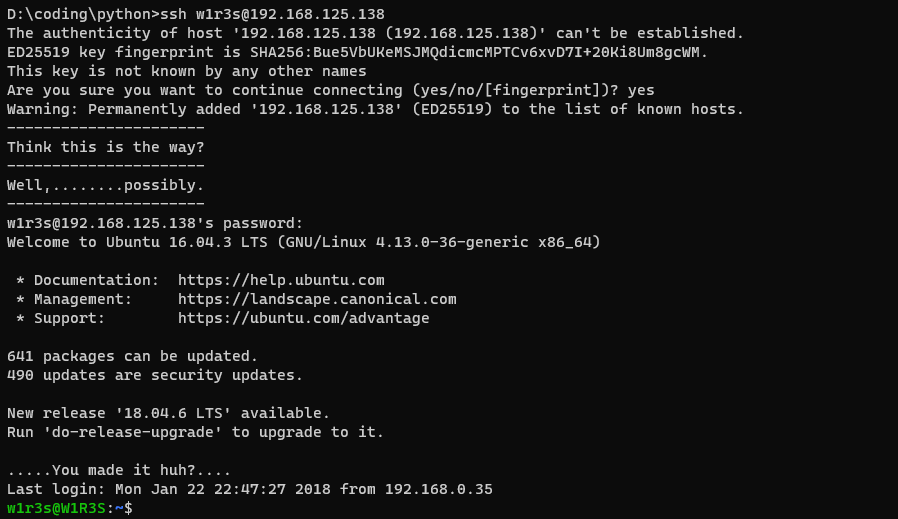 D:\coding\python>ssh w1r3s@192.168.125.138
The authenticity of host '192.168.125.138 (192.168.125.138)' can't be established.
ED25519 key fingerprint is SHA256:Bue5VbUKeMSJMQdicmcMPTCv6xvD7I+20Ki8Um8gcWM.
This key is not known by any other names
Are you sure you want to continue connecting (yes/no/[fingerprint])? yes
Warning: Permanently added '192.168.125.138' (ED25519) to the list of known hosts.
----------------------
Think this is the way?
----------------------
Well,........possibly.
----------------------
w1r3s@192.168.125.138's password:
Welcome to Ubuntu 16.04.3 LTS (GNU/Linux 4.13.0-36-generic x86_64)
 * Documentation:  https://help.ubuntu.com
 * Management:     https://landscape.canonical.com
 * Support:        https://ubuntu.com/advantage
641 packages can be updated.
490 updates are security updates.
New release '18.04.6 LTS' available.
Run 'do-release-upgrade' to upgrade to it.
.....You made it huh?....
Last login: Mon Jan 22 22:47:27 2018 from 192.168.0.35
w1r3s@W1R3S:~$